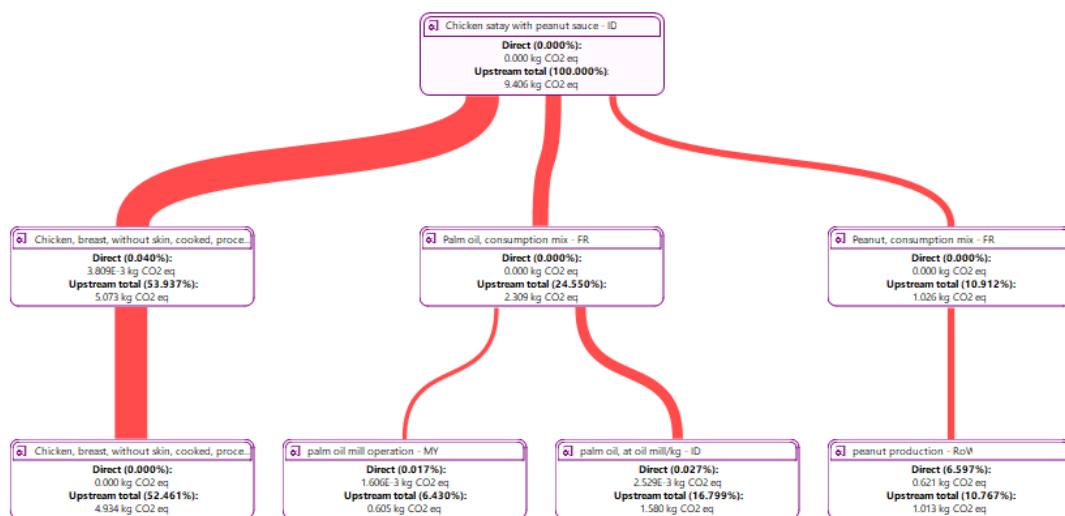 Chicken satay with peanut sauce - ID
Direct (0.000%):
0.000 kg CO2 eq
Upstream total (100.000%):
9.406 kg CO2 eq
Chicken, breast, without skin, cooked, proce...
Direct (0.040%):
3.809E-3 kg CO2 eq
Upstream total (53.937%):
5.073 kg CO2 eq
Palm oil, consumption mix - FR
Direct (0.000%):
0.000 kg CO2 eq
Upstream total (24.550%):
2.309 kg CO2 eq
Peanut, consumption mix - FR
Direct (0.000%):
0.000 kg CO2 eq
Upstream total (10.912%):
1.026 kg CO2 eq
Chicken, breast, without skin, cooked, proce...
Direct (0.000%):
0.000 kg CO2 eq
Upstream total (52.461%):
4.934 kg CO2 eq
palm oil mill operation - MY
Direct (0.017%):
1.606E-3 kg CO2 eq
Upstream total (6.430%):
0.605 kg CO2 eq
palm oil, at oil mill/kg - ID
Direct (0.027%):
2.529E-3 kg CO2 eq
Upstream total (16.799%):
1.580 kg CO2 eq
peanut production - RoW
Direct (6.597%):
0.621 kg CO2 eq
Upstream total (10.767%):
1.013 kg CO2 eq